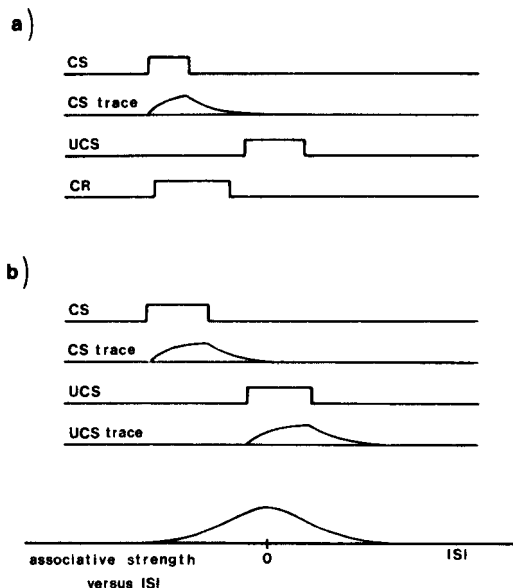 a)
CS
CS trace
UCS
CR
b)
CS
CS trace
UCS
UCS trace
0
ISI
associative strength
versus ISI